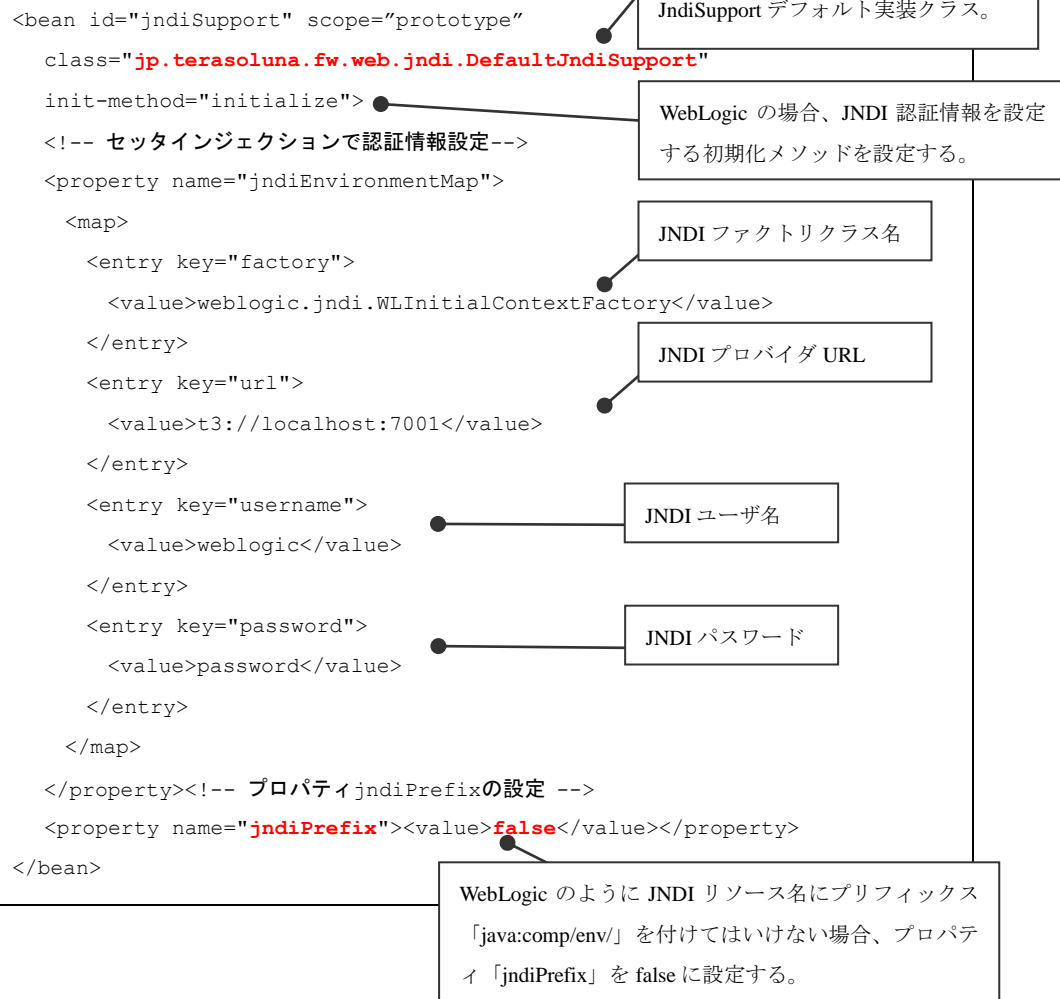 <bean id="jndiSupport" scope=”prototype”
JndiSupport デフォルト実装クラス。
class="jp.terasoluna.fw.web.jndi.DefaultJndiSupport"
init-method="initialize">
WebLogic の場合、JNDI 認証情報を設定
する初期化メソッドを設定する。
<!-- セッタインジェクションで認証情報設定-->
<property name="jndiEnvironmentMap">
<map>
JNDI ファクトリクラス名
<entry key="factory">
<value>weblogic.jndi.WLInitialContextFactory</value>
</entry>
JNDI プロバイダ URL
<entry key="url">
<value>t3://localhost:7001</value>
</entry>
<entry key="username">
JNDI ユーザ名
<value>weblogic</value>
</entry>
<entry key="password">
JNDI パスワード
<value>password</value>
</entry>
</map>
</property><!-- プロパティjndiPrefixの設定 -->
<property name="jndiPrefix"><value>false</value></property>
</bean>
WebLogic のように JNDI リソース名にプリフィックス
「java:comp/env/」を付けてはいけない場合、プロパテ
ィ「jndiPrefix」を false に設定する。